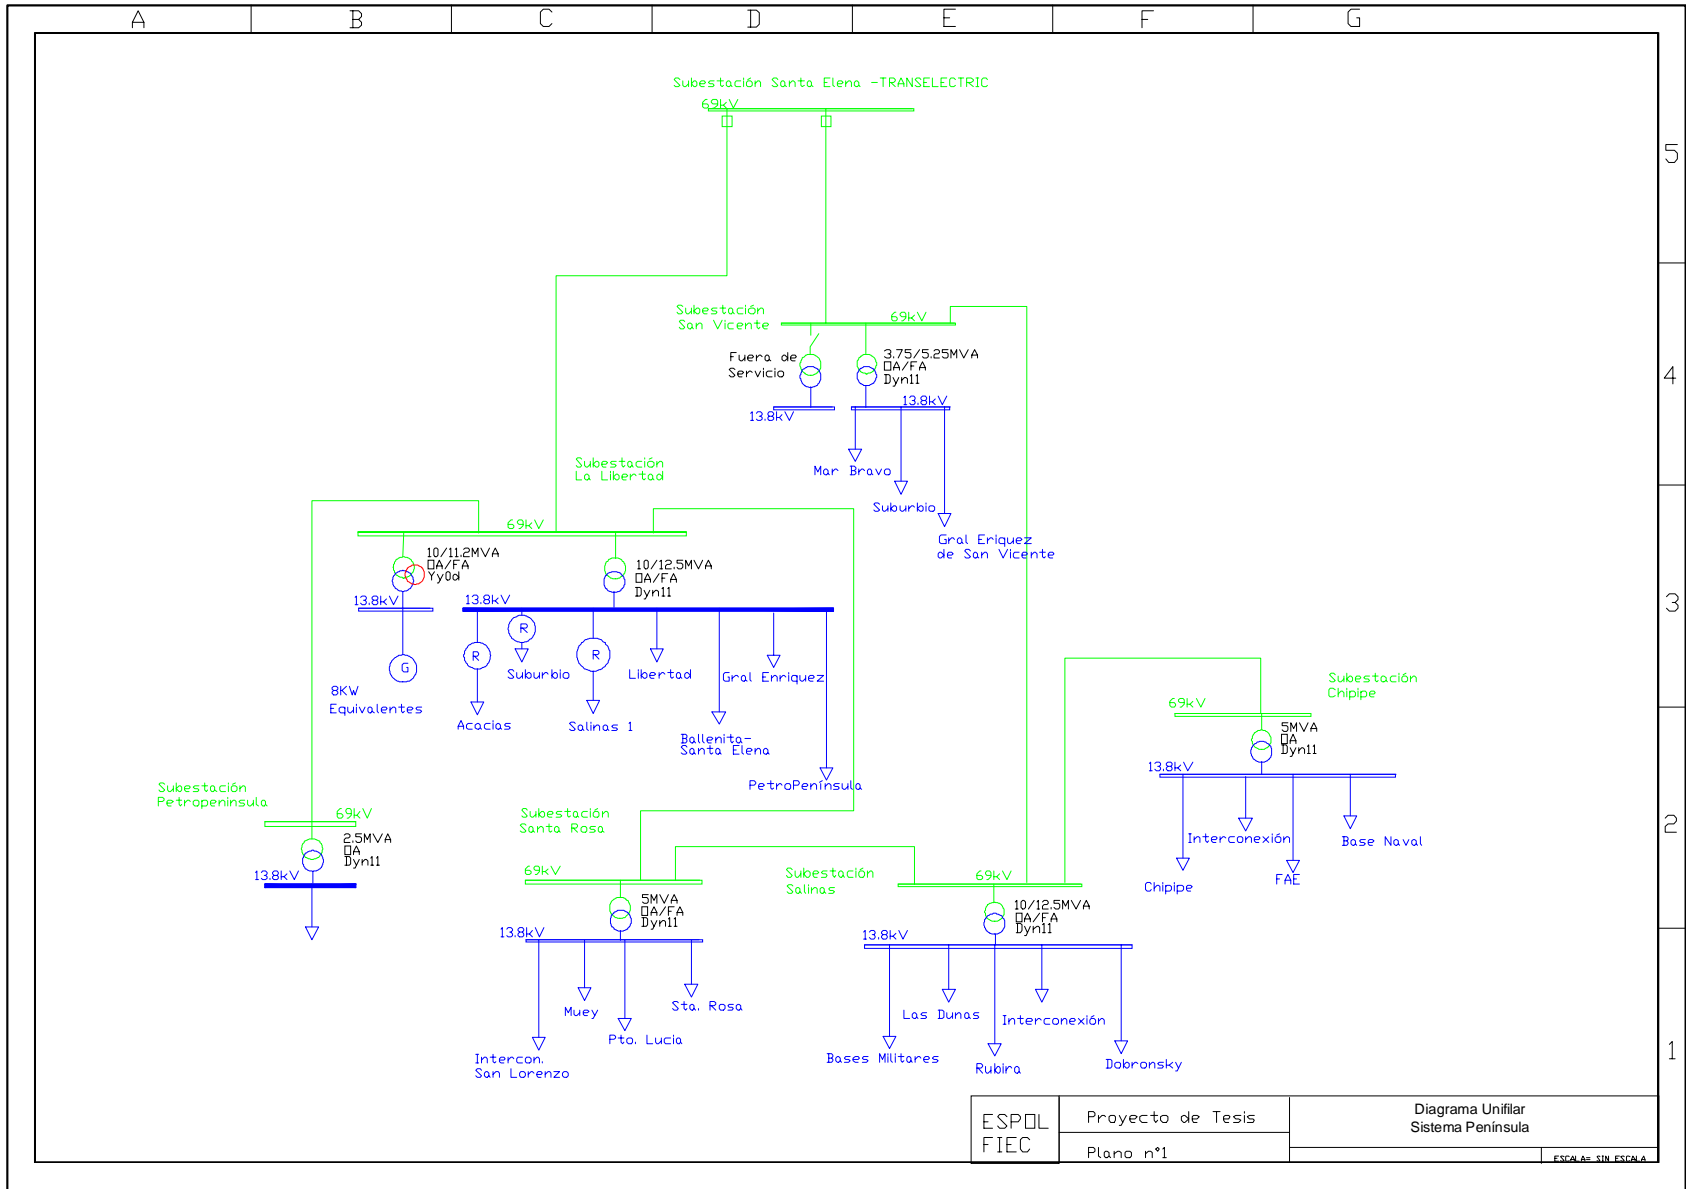 A B C D E F G
Subestación Santa Elena -TRANSELECTRIC
69kV
5
Subestación
San Vicente
69kV
Fuera de
Servicio
3.75/5.25MVA
OA/FA
Dyn11
4
13.8kV
13.8kV
Mar Bravo
Suburbio
Gral Eriquez
de San Vicente
Subestación
La Libertad
69kV
10/11.2MVA
OA/FA
Yy0d
10/12.5MVA
OA/FA
Dyn11
13.8kV
13.8kV
3
G
8KW
Equivalentes
R
R
R
Acacias
Suburbio
Salinas 1
Libertad
Ballenita-
Santa Elena
Gral Enriquez
PetroPenínsula
Subestación
Chipipe
69kV
5MVA
OA
Dyn11
13.8kV
Chipipe
Interconexión
FAE
Base Naval
2
Subestación
Petropeninsula
69kV
2.5MVA
OA
Dyn11
13.8kV
Subestación
Santa Rosa
69kV
5MVA
OA/FA
Dyn11
13.8kV
Intercon.
San Lorenzo
Muey
Pto. Lucia
Sta. Rosa
Subestación
Salinas
69kV
10/12.5MVA
OA/FA
Dyn11
13.8kV
Bases Militares
Las Dunas
Rubira
Interconexión
Dobronsky
1
ESPOL
FIEC
Proyecto de Tesis
Plano n°1
Diagrama Unifilar
Sistema Península
ESCALA= SIN ESCALA